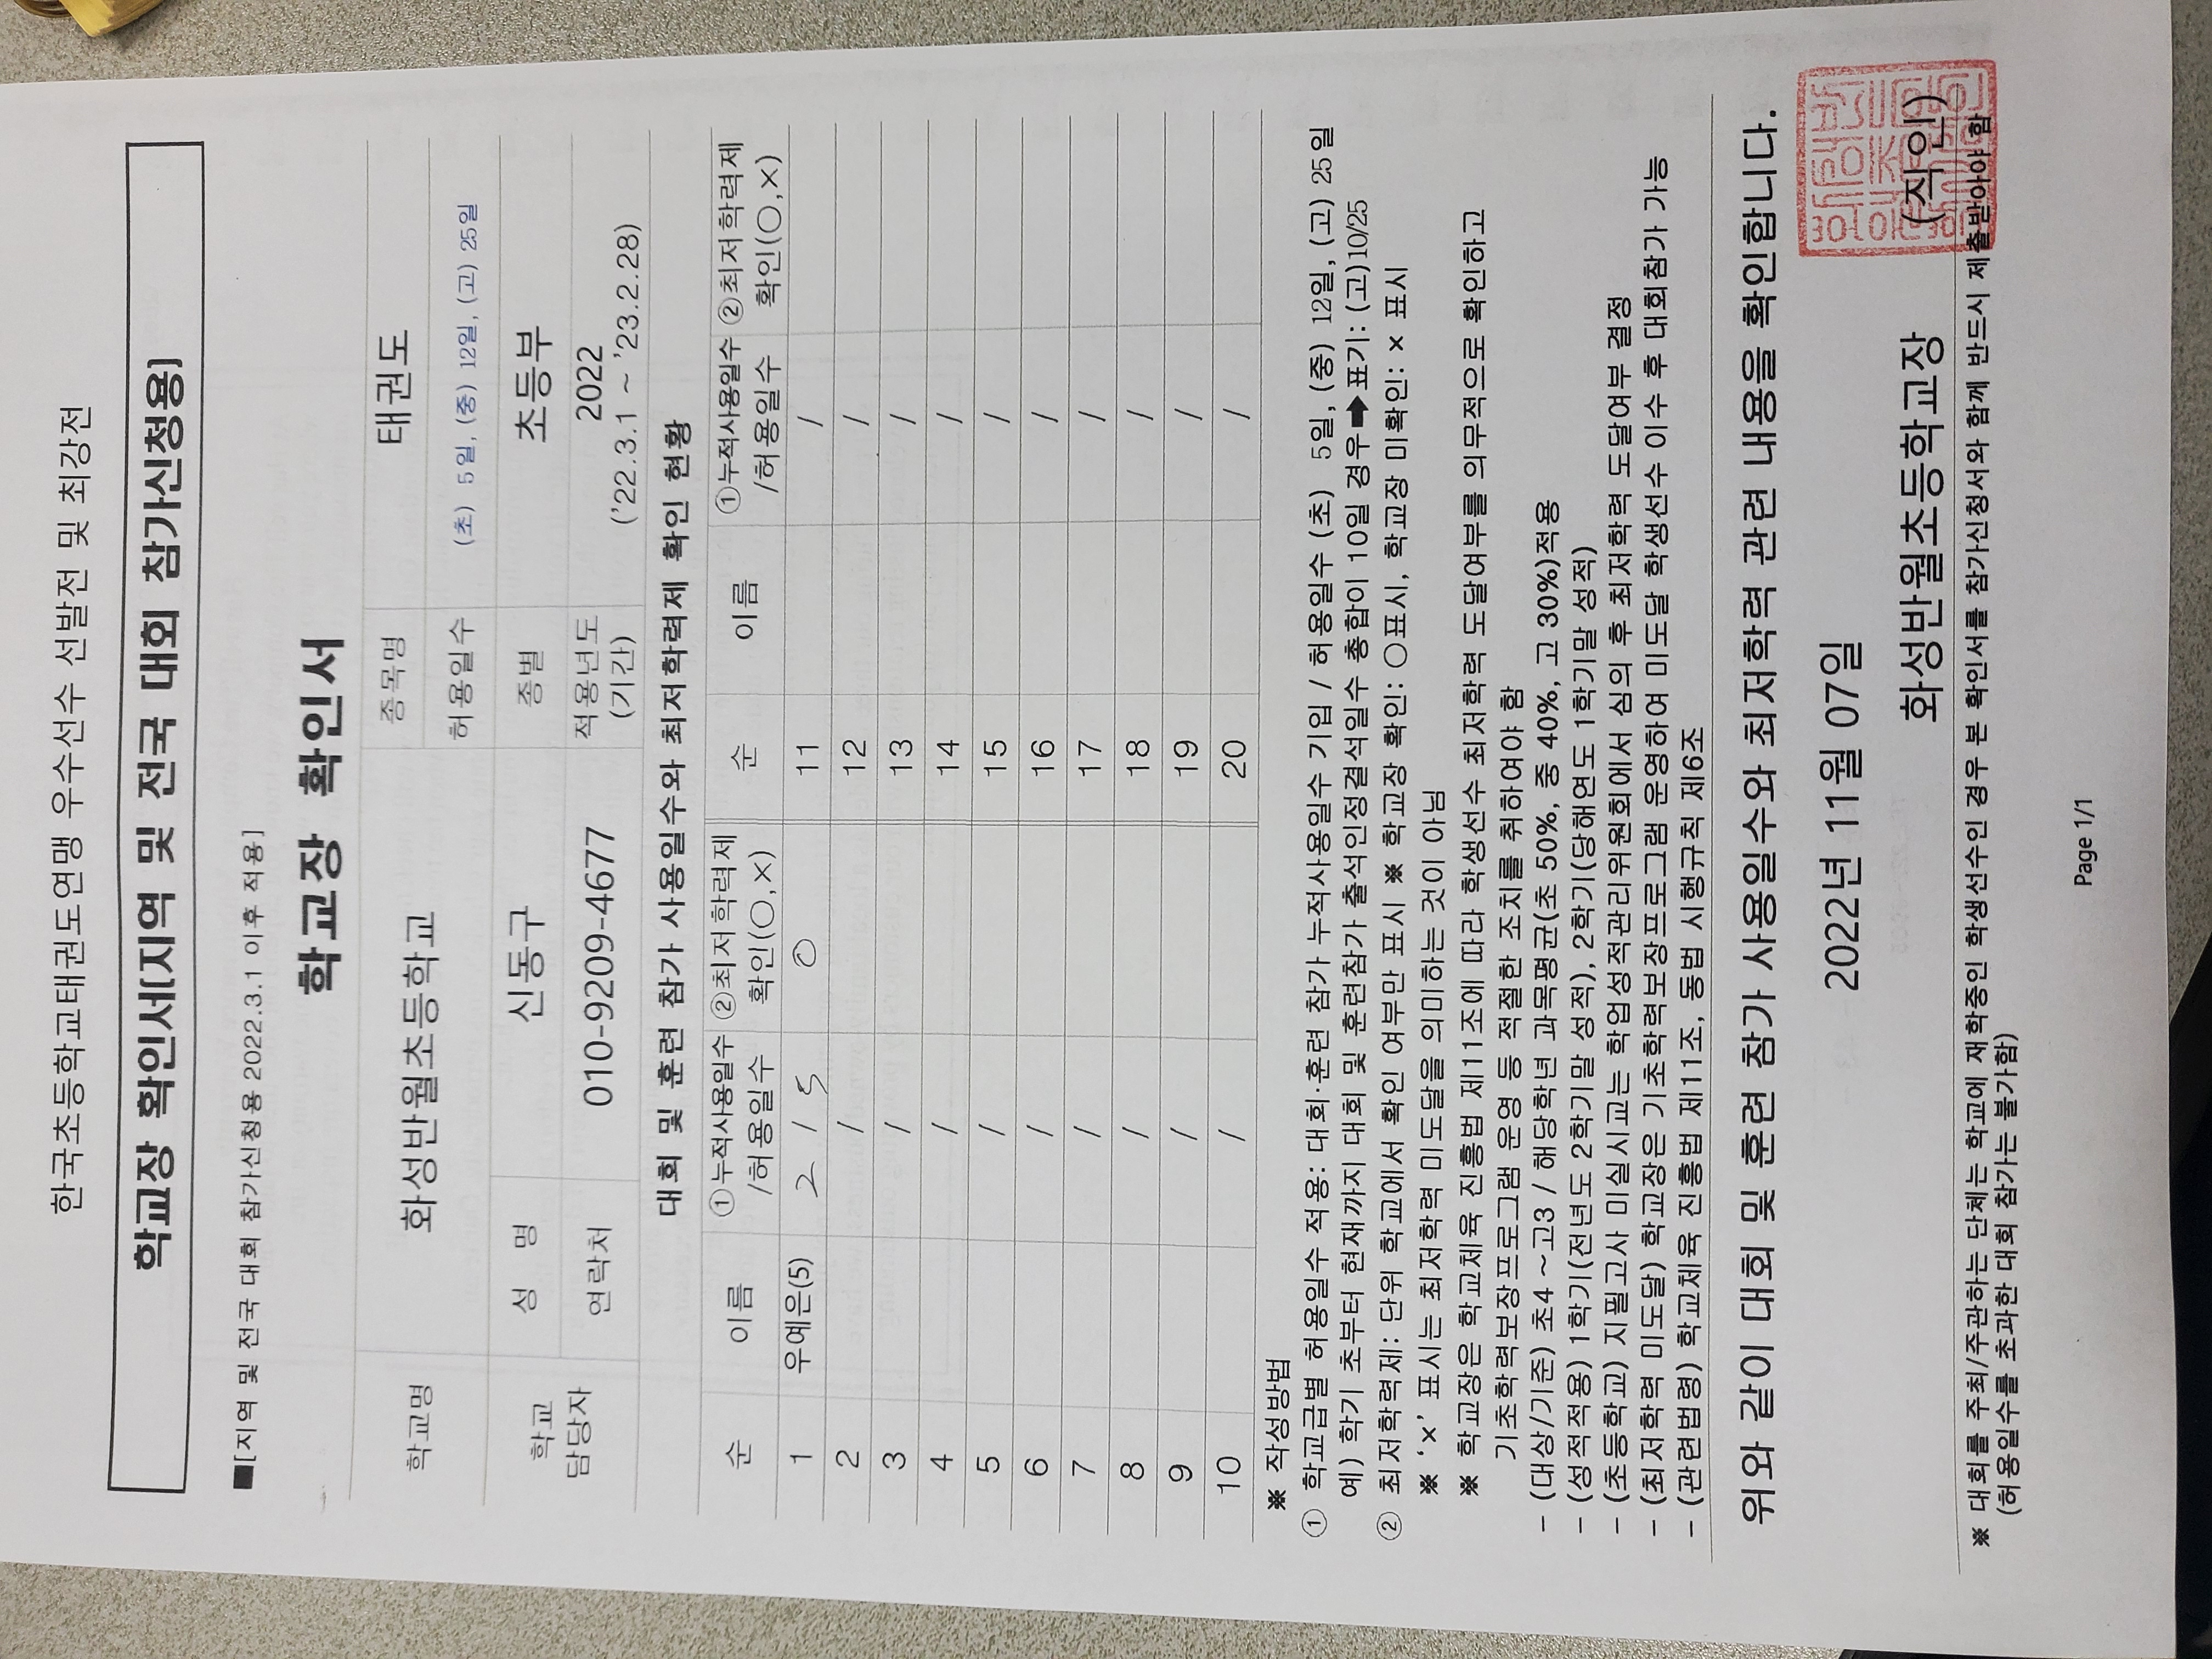 한국초등학교태권도연맹 우수선수 선발전 및 최강전
학교장 확인서[지역 및 전국 대회 참가신청용]
■[지역 및 전국 대회 참가신청용 2022.3.1 이후 적용]
학교장 확인서
학교명 화성반월초등학교 종목명 태권도
허용일수 (초) 5일, (중) 12일, (고) 25일
학교 담당자 성 명 신동구 종별 초등부
연락처 010-9209-4677 적용년도 (기간) 2022 ('22.3.1 ~ '23.2.28)
대회 및 훈련 참가 사용일수와 최저학력제 확인 현황
순 이름 ①누적사용일수 /허용일수 ②최저학력제 확인(○,×) 순 이름 ①누적사용일수 /허용일수 ②최저학력제 확인(○,×)
1 우예은(5) 2 / 5 ○ 11 /
2 / 12 /
3 / 13 /
4 / 14 /
5 / 15 /
6 / 16 /
7 / 17 /
8 / 18 /
9 / 19 /
10 / 20 /
※ 작성방법
① 학교급별 허용일수 적용: 대회·훈련 참가 누적사용일수 기입 / 허용일수 (초) 5일, (중) 12일, (고) 25일
예) 학기 초부터 현재까지 대회 및 훈련참가 출석인정결석일수 총합이 10일 경우➡표기: (고)10/25
② 최저학력제: 단위 학교에서 확인 여부만 표시 ※ 학교장 확인: ○표시, 학교장 미확인: × 표시
※ '×' 표시는 최저학력 미도달을 의미하는 것이 아님
※ 학교장은 학교체육 진흥법 제11조에 따라 학생선수 최저학력 도달여부를 의무적으로 확인하고
기초학력보장프로그램 운영 등 적절한 조치를 취하여야 함
- (대상/기준) 초4 ~고3 / 해당학년 과목평균(초 50%, 중 40%, 고 30%)적용
- (성적적용) 1학기(전년도 2학기말 성적), 2학기(당해연도 1학기말 성적)
- (초등학교) 지필고사 미실시교는 학업성적관리위원회에서 심의 후 최저학력 도달여부 결정
- (최저학력 미도달) 학교장은 기초학력보장프로그램 운영하여 미도달 학생선수 이수 후 대회참가 가능
- (관련법령) 학교체육 진흥법 제11조, 동법 시행규칙 제6조
위와 같이 대회 및 훈련 참가 사용일수와 최저학력 관련 내용을 확인합니다.
2022년 11월 07일
화성반월초등학교장 (직인)
※ 대회를 주최/주관하는 단체는 학교에 재학중인 학생선수인 경우 본 확인서를 참가신청서와 함께 반드시 제출받아야 함
(허용일수를 초과한 대회 참가는 불가함)
Page 1/1